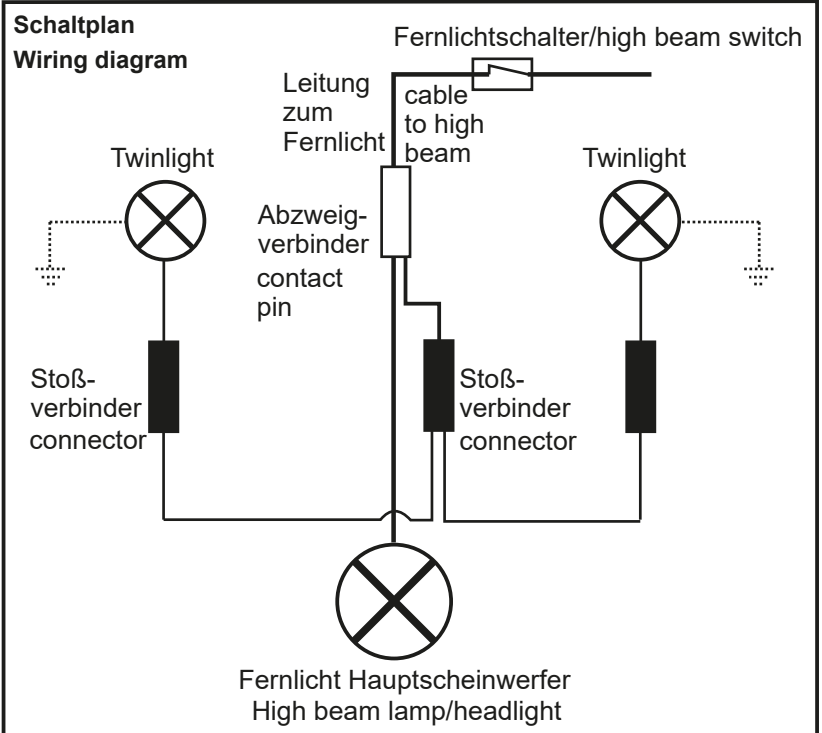 Schaltplan
Wiring diagram
Fernlichtschalter/high beam switch
Leitung
zum
Fernlicht
cable
to high
beam
Twinlight
Twinlight
Abzweig-
verbinder
contact
pin
Stoß-
verbinder
connector
Stoß-
verbinder
connector
Fernlicht Hauptscheinwerfer
High beam lamp/headlight